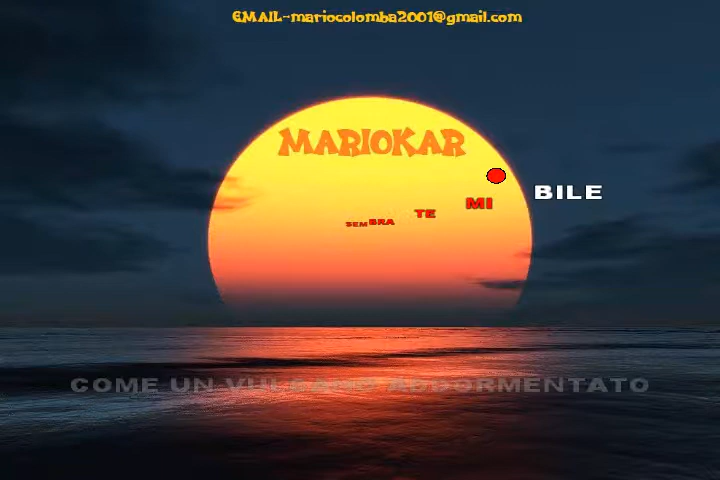 EMAIL-mariocolomba2001@gmail.com
MARIOKAR
SEMBRA TE MI BILE
COME UN VULCANO ADDORMENTATO